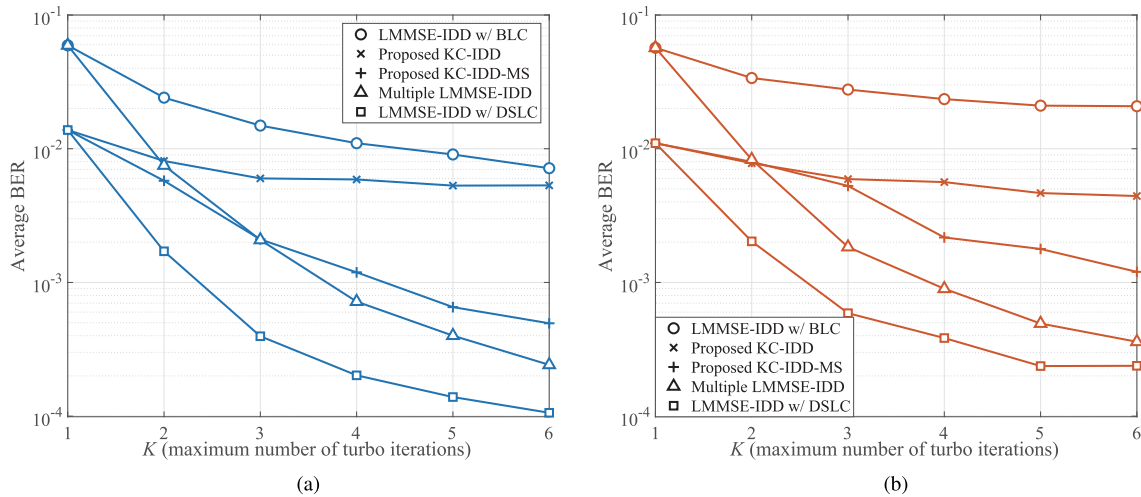 10^-1
10^-2
10^-3
10^-4
Average BER
LMMSE-IDD w/ BLC
Proposed KC-IDD
Proposed KC-IDD-MS
Multiple LMMSE-IDD
LMMSE-IDD w/ DSLC
1 2 3 4 5 6
K (maximum number of turbo iterations)
(a)
10^-1
10^-2
10^-3
10^-4
Average BER
LMMSE-IDD w/ BLC
Proposed KC-IDD
Proposed KC-IDD-MS
Multiple LMMSE-IDD
LMMSE-IDD w/ DSLC
1 2 3 4 5 6
K (maximum number of turbo iterations)
(b)